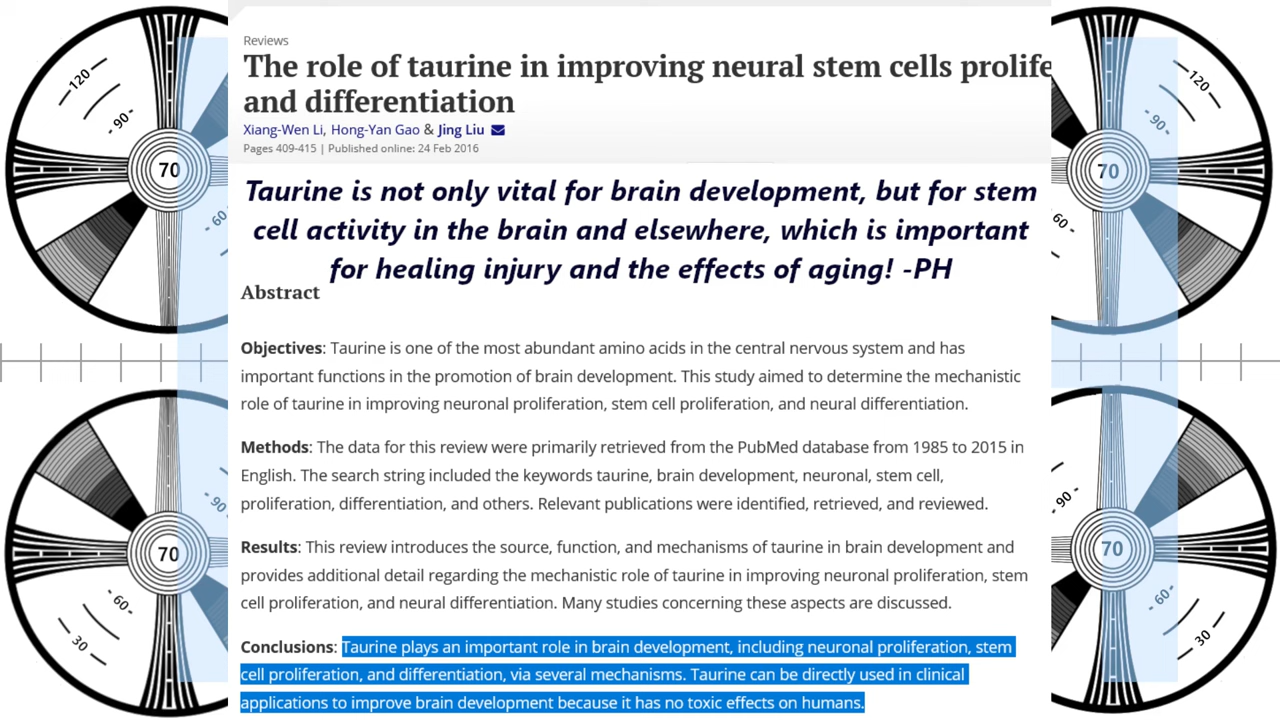 Reviews
The role of taurine in improving neural stem cells prolife
and differentiation
Xiang-Wen Li, Hong-Yan Gao & Jing Liu
Pages 409-415 | Published online: 24 Feb 2016
Taurine is not only vital for brain development, but for stem
cell activity in the brain and elsewhere, which is important
for healing injury and the effects of aging! -PH
Abstract
Objectives: Taurine is one of the most abundant amino acids in the central nervous system and has
important functions in the promotion of brain development. This study aimed to determine the mechanistic
role of taurine in improving neuronal proliferation, stem cell proliferation, and neural differentiation.
Methods: The data for this review were primarily retrieved from the PubMed database from 1985 to 2015 in
English. The search string included the keywords taurine, brain development, neuronal, stem cell,
proliferation, differentiation, and others. Relevant publications were identified, retrieved, and reviewed.
Results: This review introduces the source, function, and mechanisms of taurine in brain development and
provides additional detail regarding the mechanistic role of taurine in improving neuronal proliferation, stem
cell proliferation, and neural differentiation. Many studies concerning these aspects are discussed.
Conclusions: Taurine plays an important role in brain development, including neuronal proliferation, stem
cell proliferation, and differentiation, via several mechanisms. Taurine can be directly used in clinical
applications to improve brain development because it has no toxic effects on humans.
120
- 90 -
70
- 60
120
- 90 -
70
60 -
- 90
70
- 60 -
30
- 90 -
70
- 60 -
30